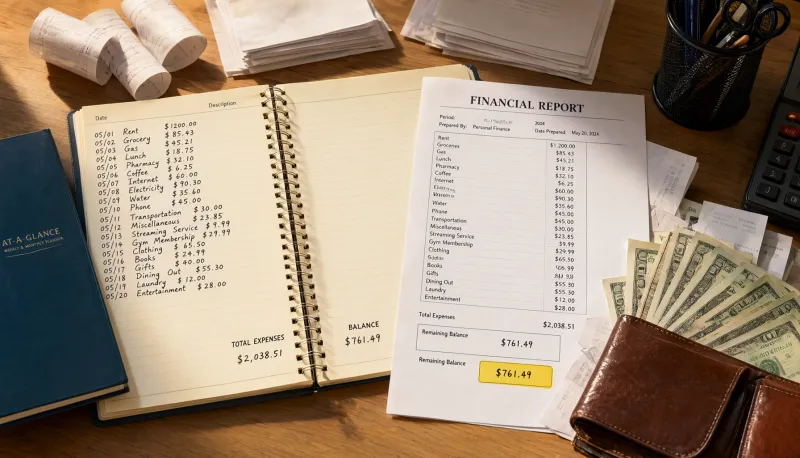 AT-A-GLANCE
WEEKLY & MONTHLY PLANNER
Date Description
05/01 Rent $1200.00
05/02 Grocery $85.43
05/03 Gas $45.21
05/04 Lunch $18.75
05/05 Pharmacy $32.10
05/06 Coffee $6.25
05/07 Internet $60.00
05/08 Electricity $90.30
05/09 Water $35.60
05/10 Phone $45.00
05/11 Transportation $30.00
05/12 Miscellaneous $23.85
05/13 Streaming Service $9.99
05/14 Gym Membership $29.99
05/15 Clothing $65.50
05/16 Books $24.99
05/17 Gifts $40.00
05/18 Dining Out $55.30
05/19 Laundry $12.00
05/20 Entertainment $28.00
TOTAL EXPENSES
$2,038.51
BALANCE
$761.49
FINANCIAL REPORT
Period:
Prepared By: Personal Finance Date Prepared: May 20, 2024
Rent $1,200.00
Groceries $85.43
Gas $45.21
Lunch $18.75
Pharmacy $32.10
Coffee $6.25
Internet $60.00
$90.30
$35.60
Water $45.00
Phone $45.00
Transportation $30.00
Miscellaneous $23.85
Streaming Service $9.99
Gym Membership $29.99
Clothing $65.50
Books
Gifts
Dining Out $55.30
Laundry $12.00
Entertainment $28.00
Total Expenses $2,038.51
Remaining Balance
$761.49
Remaining Balance $761.49